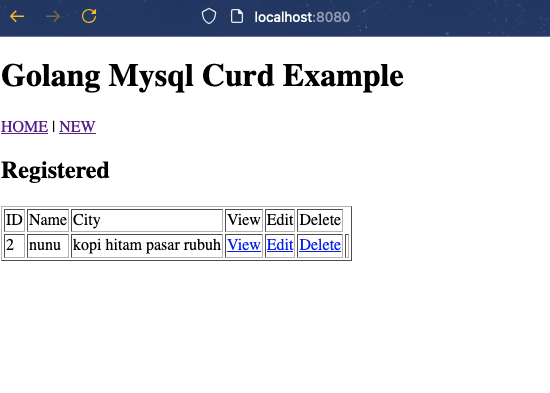 localhost:8080
Golang Mysql Curd Example
HOME | NEW
Registered
ID Name City View Edit Delete
2 nunu kopi hitam pasar rubuh View Edit Delete